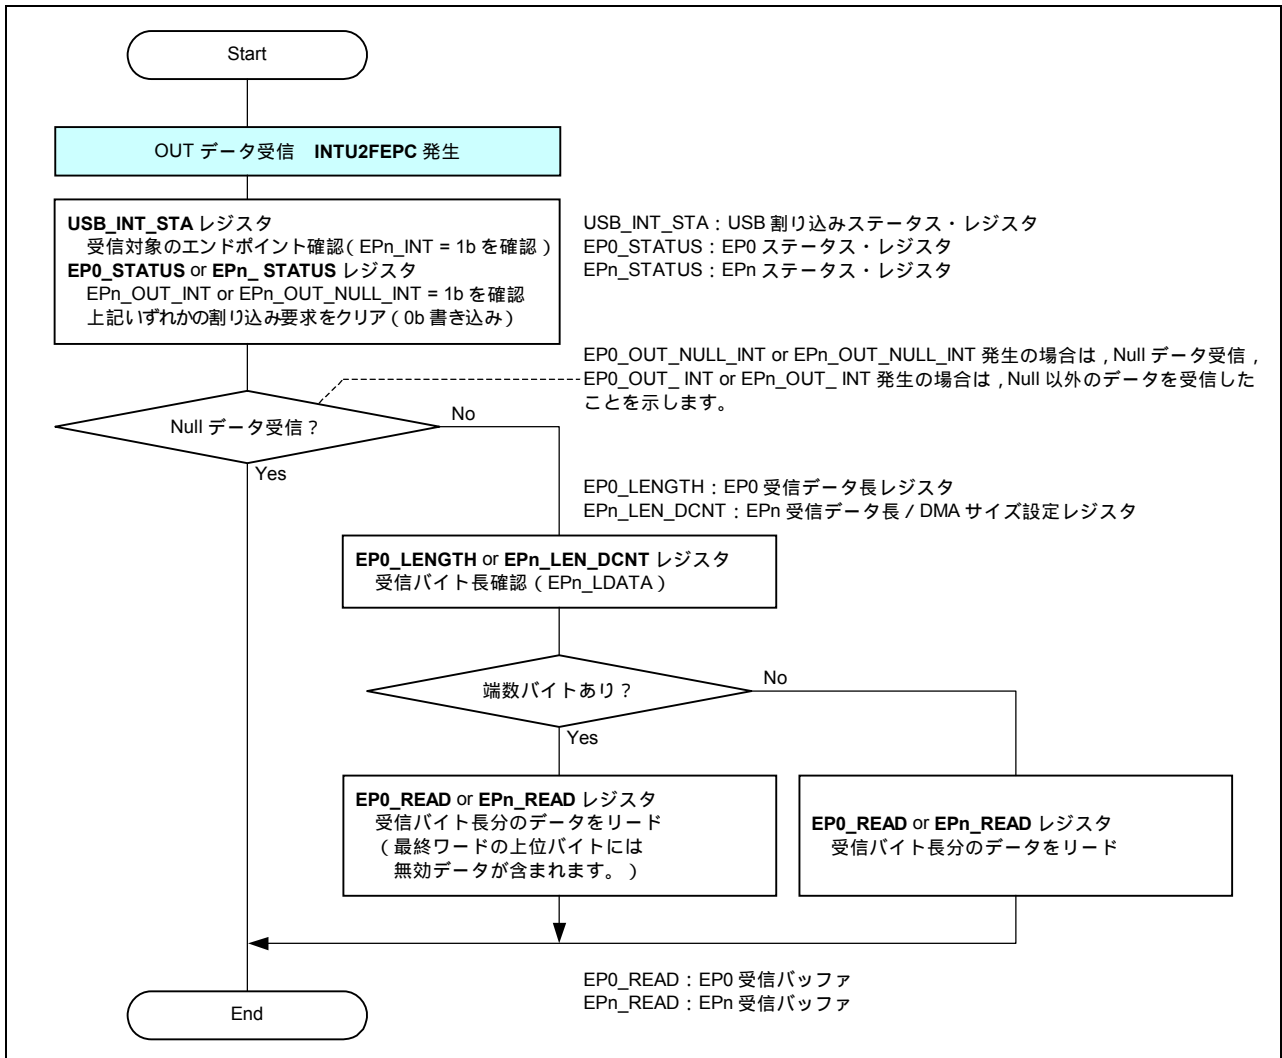 Start
OUT データ受信　INTU2FEPC 発生
USB_INT_STA レジスタ
受信対象のエンドポイント確認（ EPn_INT = 1b を確認 ）
EP0_STATUS or EPn_ STATUS レジスタ
EPn_OUT_INT or EPn_OUT_NULL_INT = 1b を確認
上記いずれかの割り込み要求をクリア（ 0b 書き込み ）
USB_INT_STA : USB 割り込みステータス・レジスタ
EP0_STATUS : EP0 ステータス・レジスタ
EPn_STATUS : EPn ステータス・レジスタ
EP0_OUT_NULL_INT or EPn_OUT_NULL_INT 発生の場合は , Null データ受信 ,
EP0_OUT_ INT or EPn_OUT_ INT 発生の場合は , Null 以外のデータを受信した
ことを示します。
Null データ受信？
No
Yes
EP0_LENGTH : EP0 受信データ長レジスタ
EPn_LEN_DCNT : EPn 受信データ長 / DMA サイズ設定レジスタ
EP0_LENGTH or EPn_LEN_DCNT レジスタ
受信バイト長確認（ EPn_LDATA ）
端数バイトあり？
No
Yes
EP0_READ or EPn_READ レジスタ
受信バイト長分のデータをリード
（ 最終ワードの上位バイトには
無効データが含まれます。 ）
EP0_READ or EPn_READ レジスタ
受信バイト長分のデータをリード
EP0_READ : EP0 受信バッファ
EPn_READ : EPn 受信バッファ
End